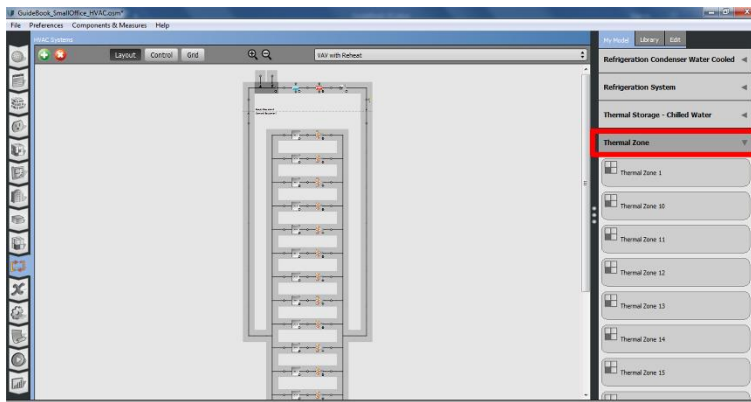 GuideBook_SmallOffice_HVAC.osm*
File Preferences Components & Measures Help
HVAC Systems
Layout Control Grid
VAV with Reheat
My Model Library Edit
Refrigeration Condenser Water Cooled
Refrigeration System
Thermal Storage - Chilled Water
Thermal Zone
Thermal Zone 1
Thermal Zone 10
Thermal Zone 11
Thermal Zone 12
Thermal Zone 13
Thermal Zone 14
Thermal Zone 15